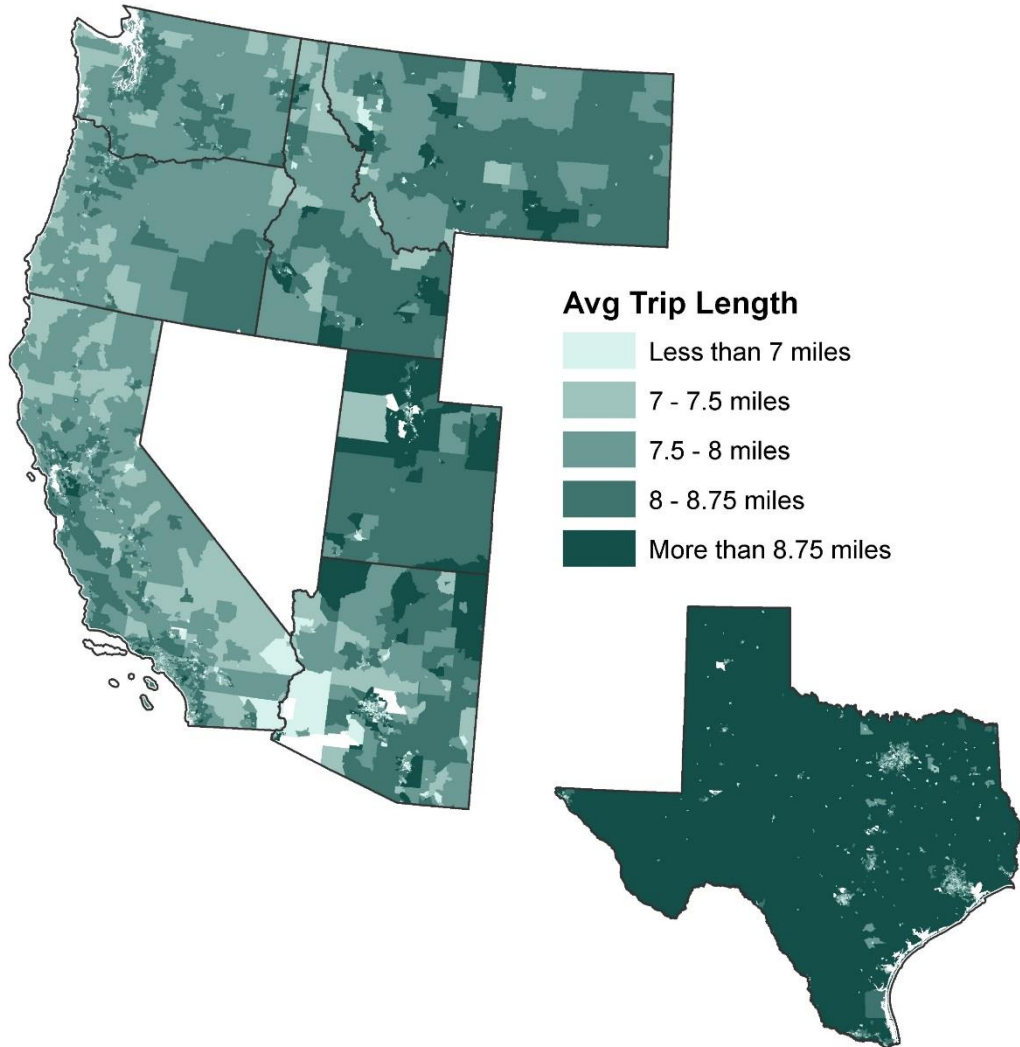 Avg Trip Length
Less than 7 miles
7 - 7.5 miles
7.5 - 8 miles
8 - 8.75 miles
More than 8.75 miles